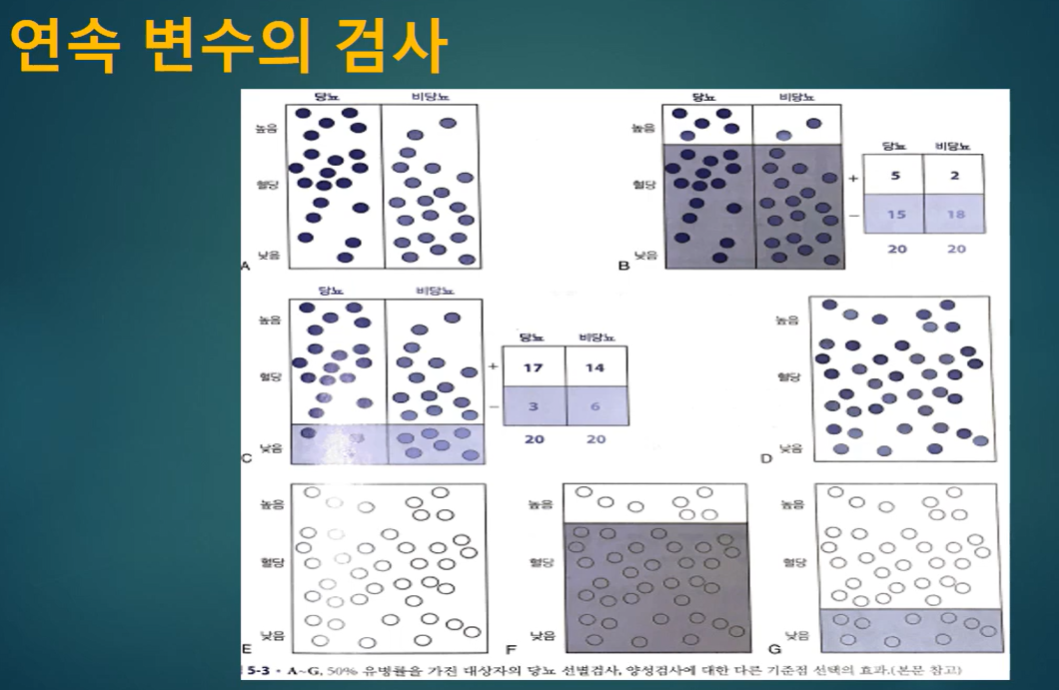 연속 변수의 검사
당뇨 비당뇨
높음
혈당
낮음
A
당뇨 비당뇨
높음
혈당
낮음
B
당뇨 비당뇨
+ 5 2
- 15 18
20 20
당뇨 비당뇨
높음
혈당
낮음
C
당뇨 비당뇨
+ 17 14
- 3 6
20 20
높음
혈당
낮음
D
높음
혈당
낮음
E
높음
혈당
낮음
F
높음
혈당
낮음
G
5-3 • A~G, 50% 유병률을 가진 대상자의 당뇨 선별검사, 양성검사에 대한 다른 기준점 선택의 효과.(본문 참고)